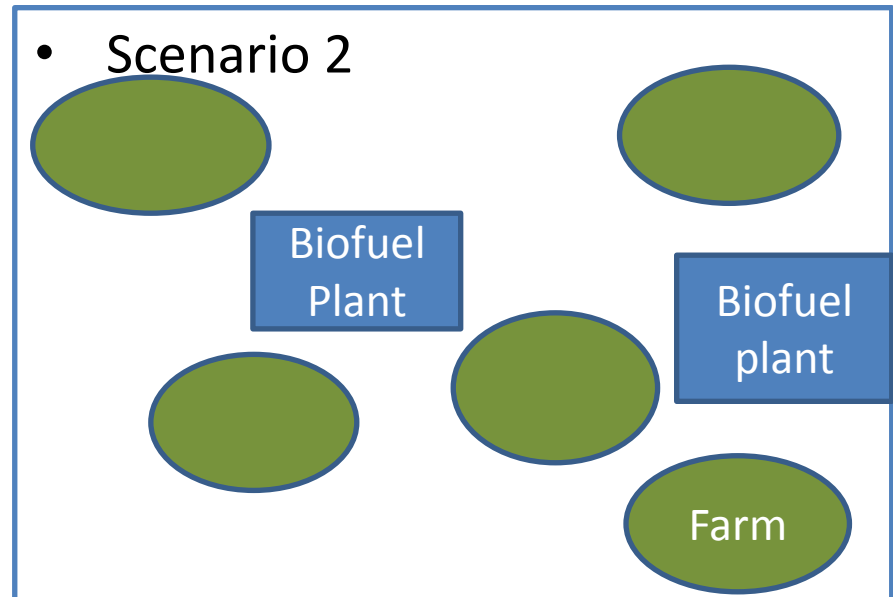 • Scenario 2
Biofuel
Plant
Biofuel
plant
Farm